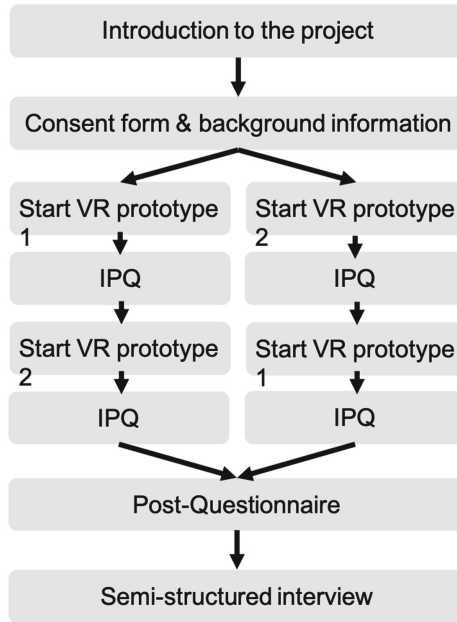 Introduction to the project
Consent form & background information
Start VR prototype
1
IPQ
Start VR prototype
2
IPQ
Start VR prototype
2
IPQ
Start VR prototype
1
IPQ
Post-Questionnaire
Semi-structured interview